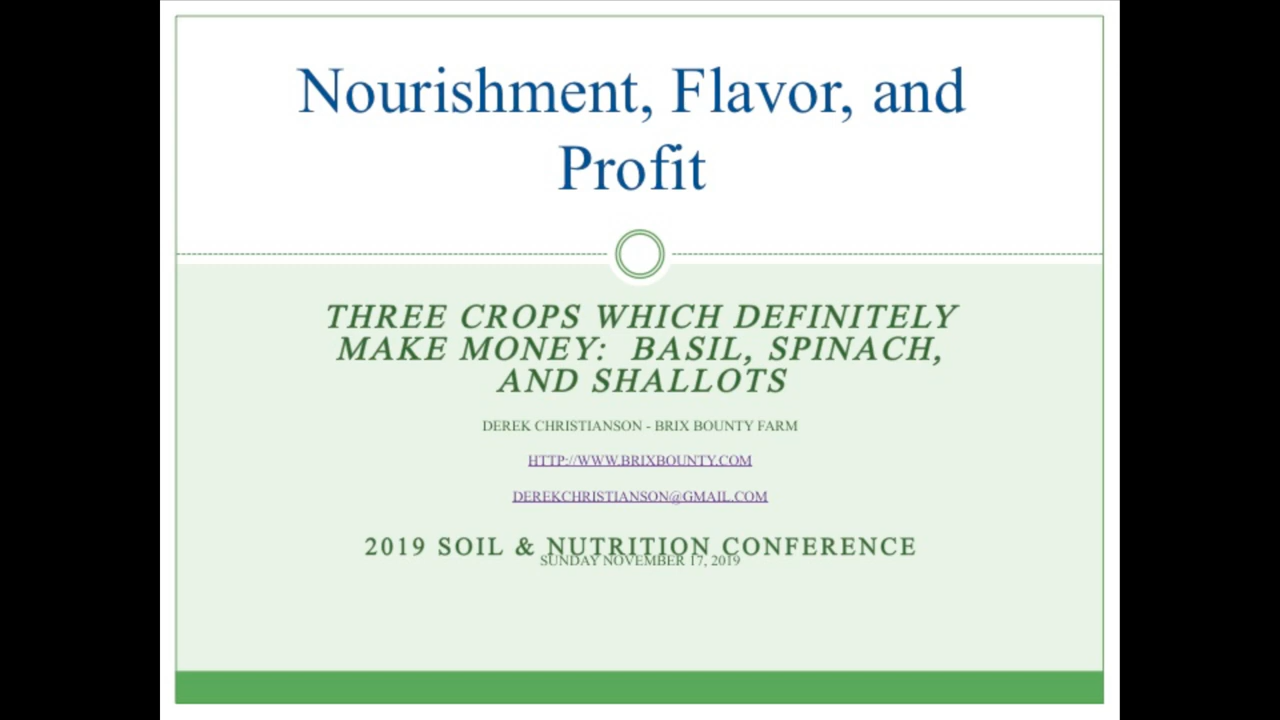 Nourishment, Flavor, and
Profit
THREE CROPS WHICH DEFINITELY
MAKE MONEY: BASIL, SPINACH,
AND SHALLOTS
DEREK CHRISTIANSON - BRIX BOUNTY FARM
HTTP://WWW.BRIXBOUNTY.COM
DEREKCHRISTIANSON@GMAIL.COM
2019 SOIL & NUTRITION CONFERENCE
SUNDAY NOVEMBER 17, 2019